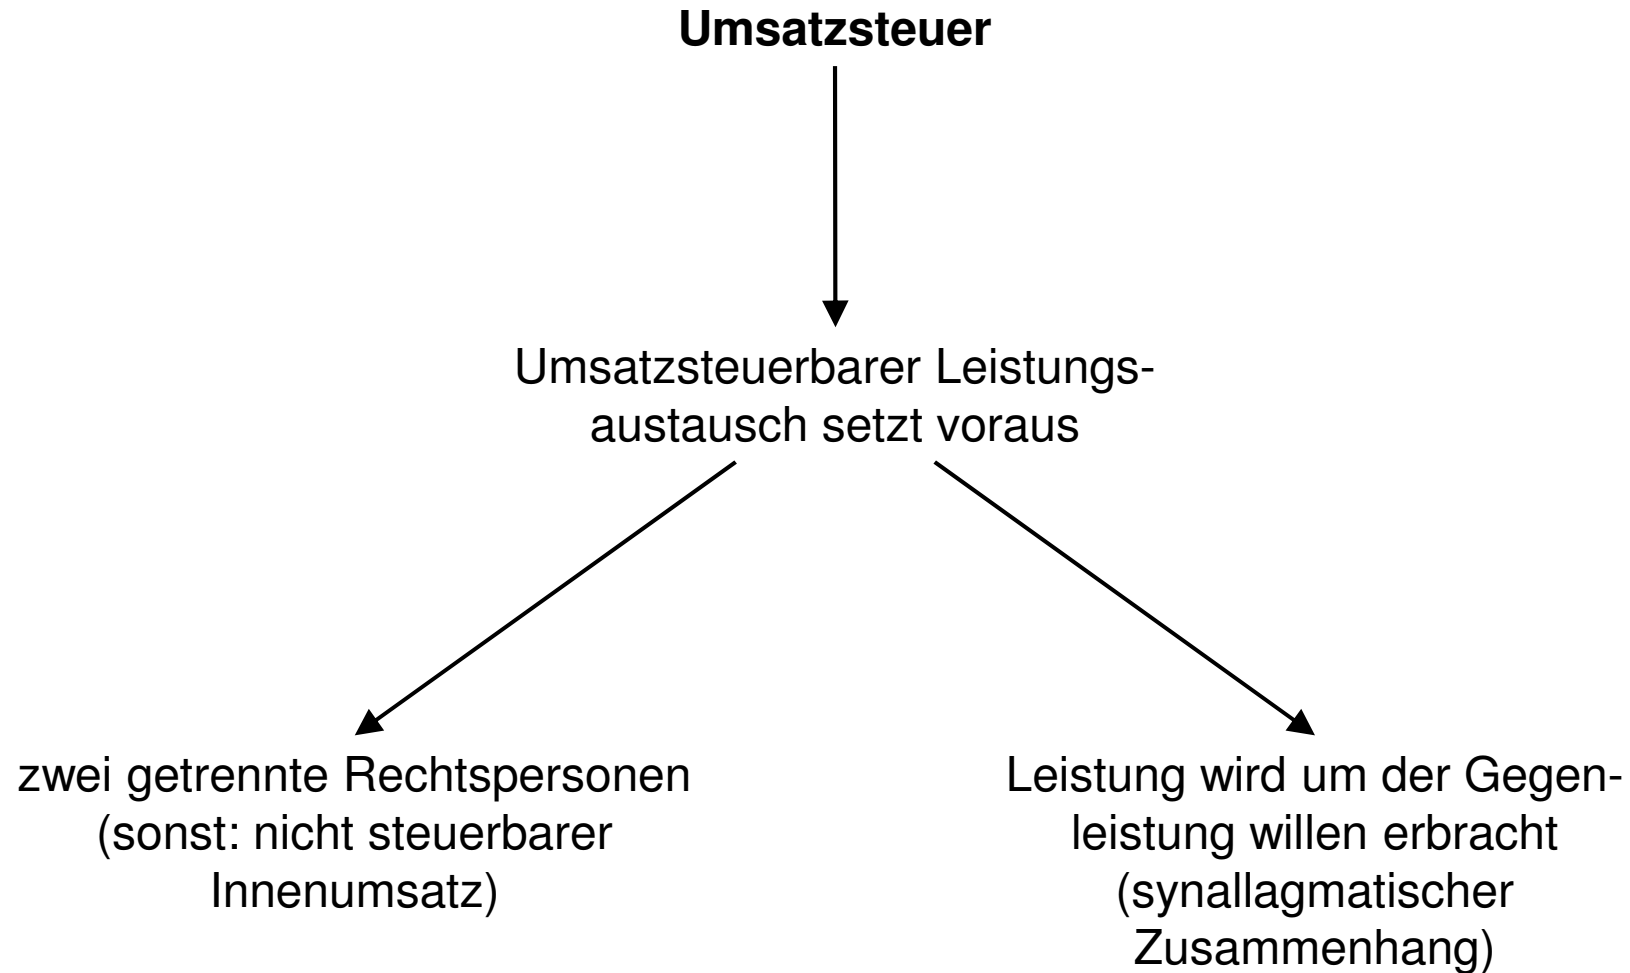 Umsatzsteuer
Umsatzsteuerbarer Leistungs-
austausch setzt voraus
zwei getrennte Rechtspersonen
(sonst: nicht steuerbarer
Innenumsatz)
Leistung wird um der Gegen-
leistung willen erbracht
(synallagmatischer
Zusammenhang)